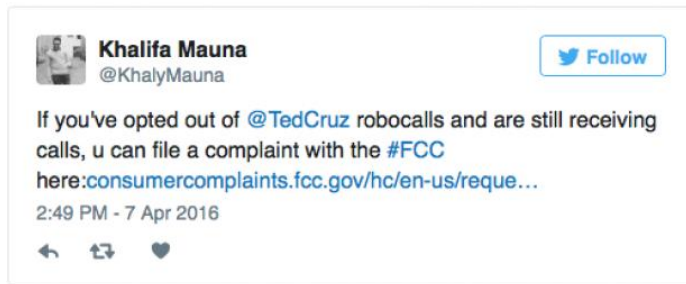 Khalifa Mauna
@KhalyMauna
Follow
If you've opted out of @TedCruz robocalls and are still receiving
calls, u can file a complaint with the #FCC
here:consumercomplaints.fcc.gov/hc/en-us/reque...
2:49 PM - 7 Apr 2016